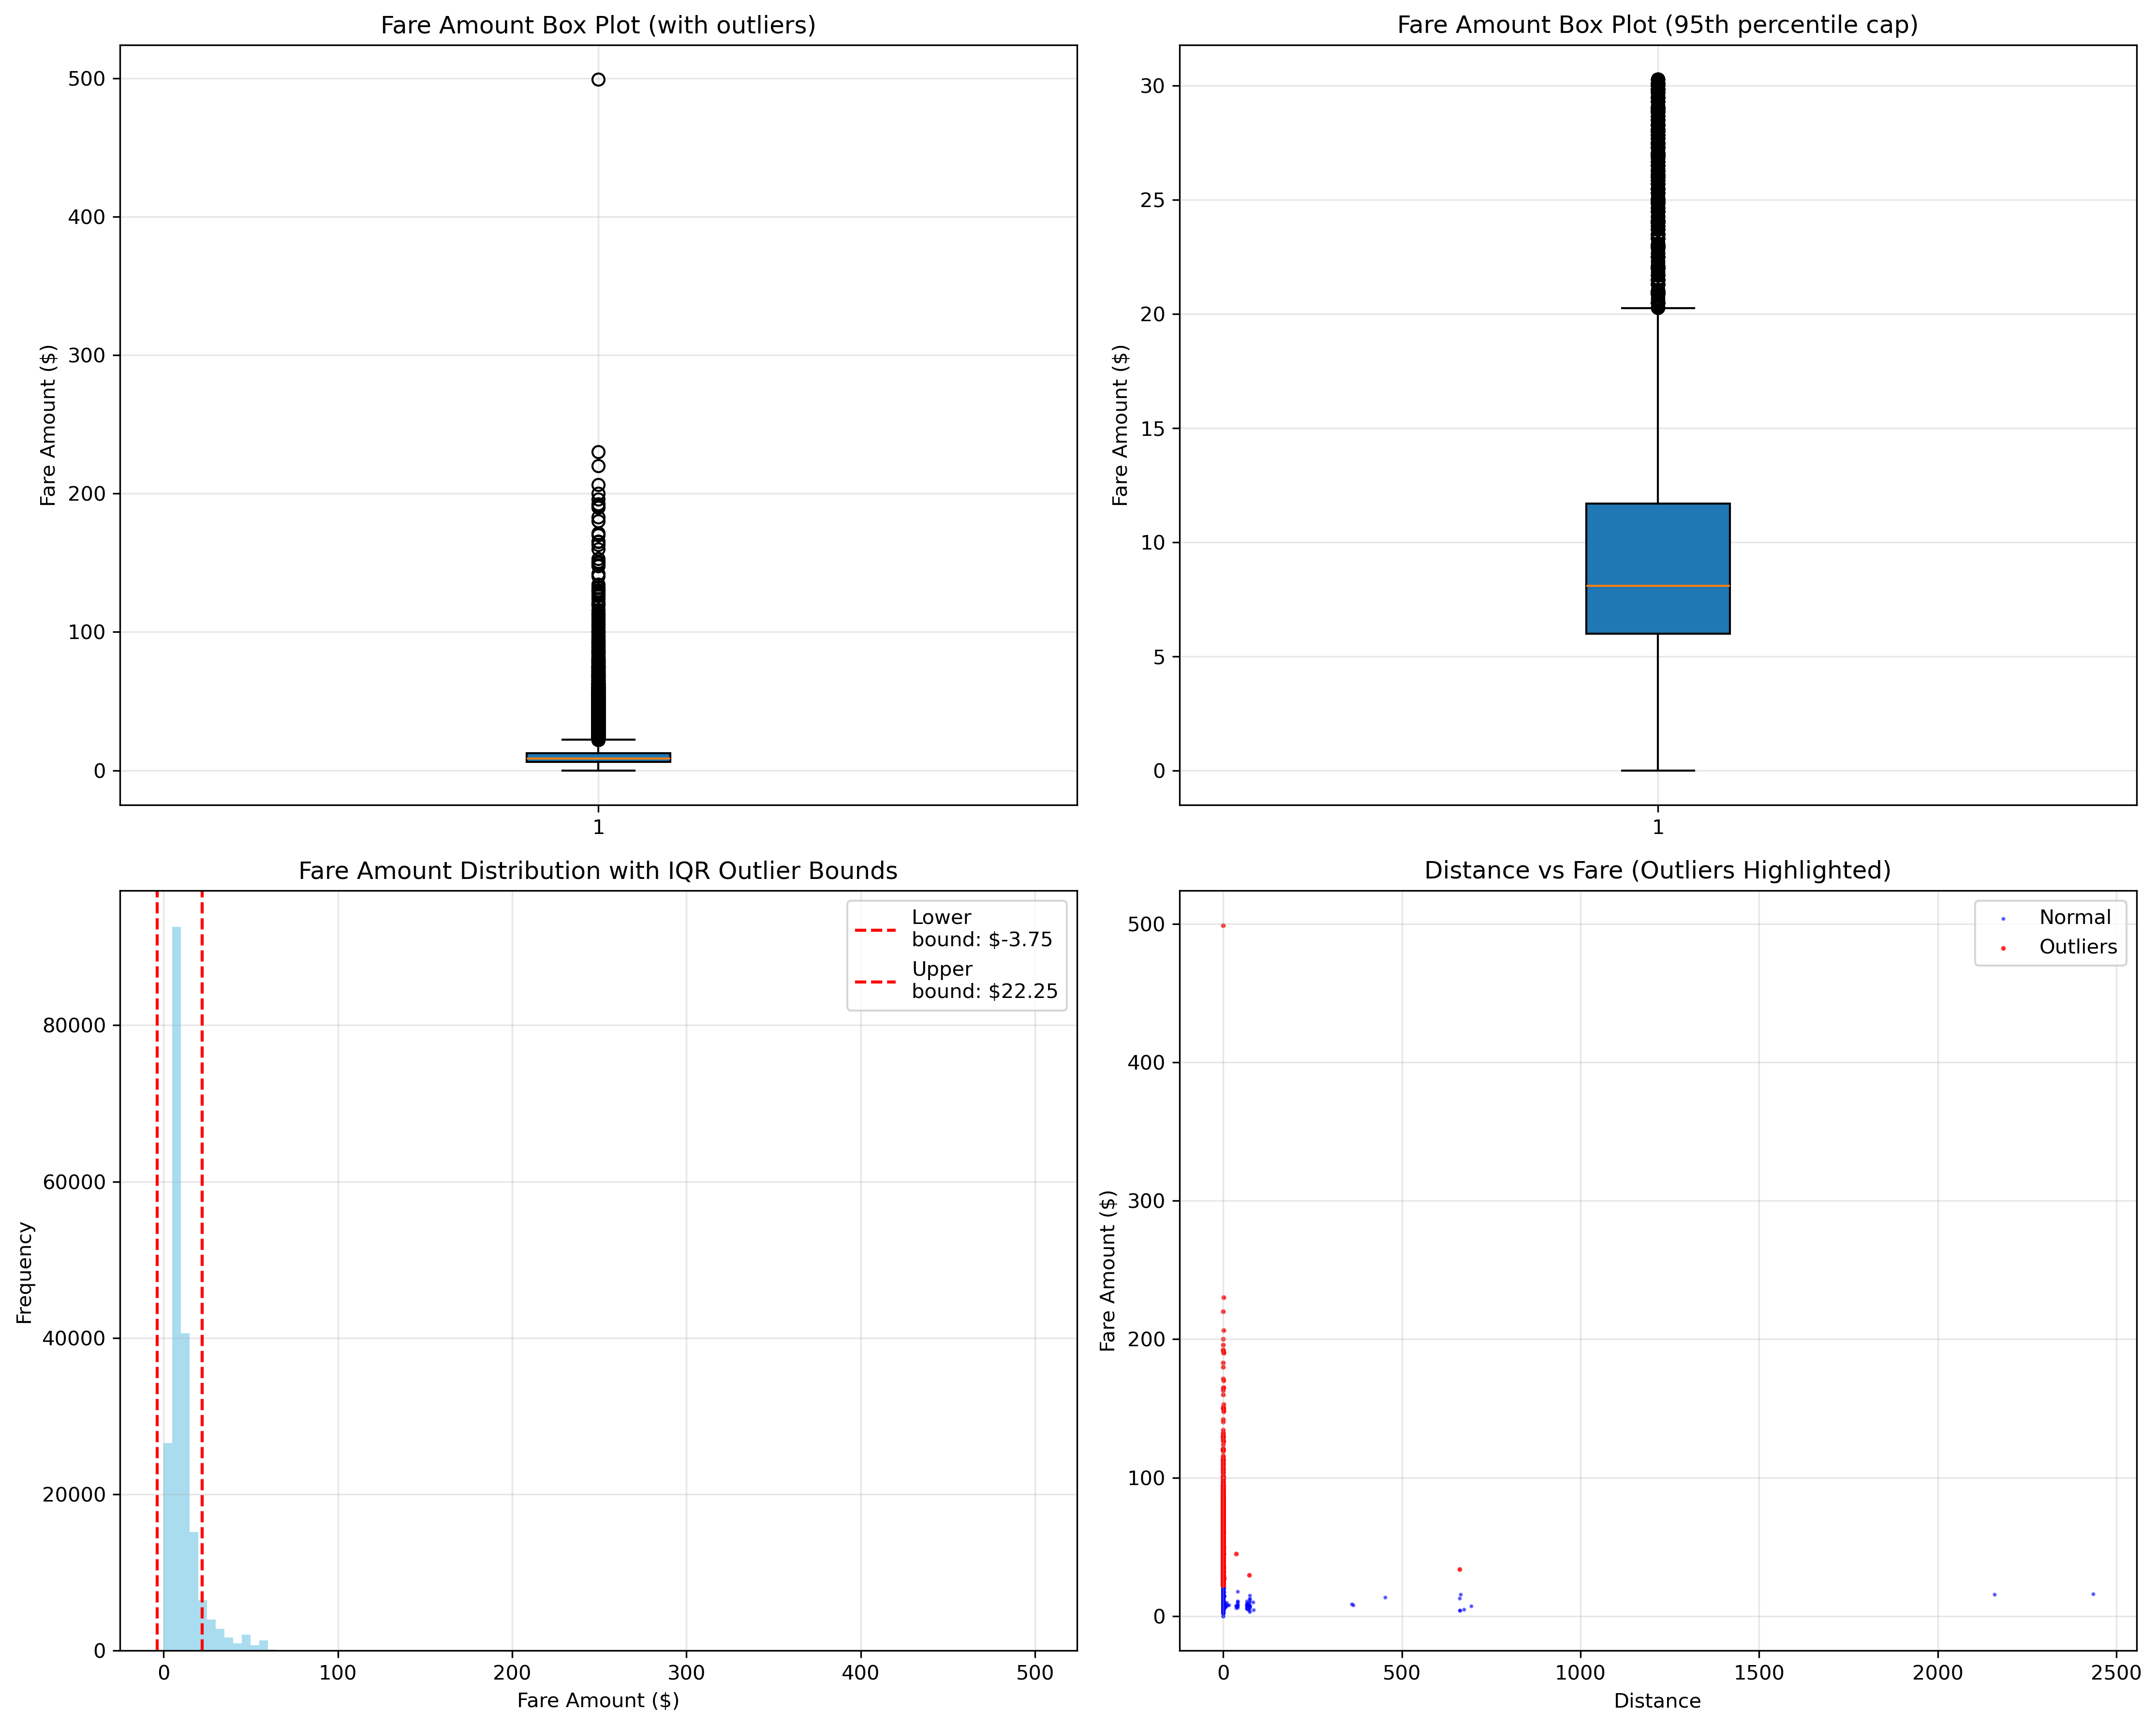 Fare Amount Box Plot (with outliers)
Fare Amount ($)
500
400
300
200
100
0
1
Fare Amount Box Plot (95th percentile cap)
Fare Amount ($)
30
25
20
15
10
5
0
1
Fare Amount Distribution with IQR Outlier Bounds
Lower
bound: $-3.75
Upper
bound: $22.25
Frequency
80000
60000
40000
20000
0
0 100 200 300 400 500
Fare Amount ($)
Distance vs Fare (Outliers Highlighted)
Normal
Outliers
Fare Amount ($)
500
400
300
200
100
0
0 500 1000 1500 2000 2500
Distance